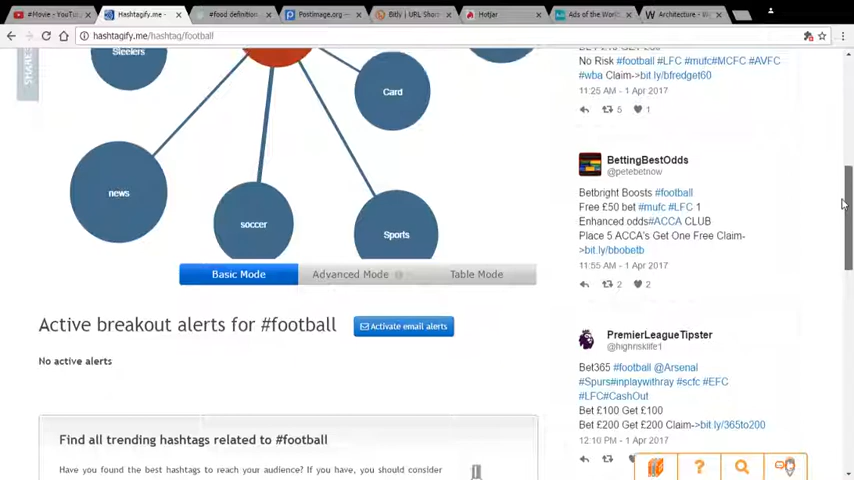 #Movie - YouTu
Hashtagify.me -
#food definition
Postimage.org —
Bitly | URL Sho
Hotjar
Ads of the World
Architecture - W
hashtagify.me/hashtag/football
SHARE
Steelers
Card
news
soccer
Sports
Basic Mode
Advanced Mode
Table Mode
Active breakout alerts for #football
Activate email alerts
No active alerts
Find all trending hashtags related to #football
Have you found the best hashtags to reach your audience? If you have, you should consider
No Risk #football #LFC #mufc#MCFC #AVFC
#wba Claim->bit.ly/bfredget60
11:25 AM - 1 Apr 2017
5
1
BettingBestOdds
@petebetnow
Betbright Boosts #football
Free £50 bet #mufc #LFC 1
Enhanced odds#ACCA CLUB
Place 5 ACCA's Get One Free Claim-
>bit.ly/bbobetb
11:55 AM - 1 Apr 2017
2
2
PremierLeagueTipster
@highrisklife1
Bet365 #football @Arsenal
#Spurs#inplaywithray #scfc #EFC
#LFC#CashOut
Bet £100 Get £100
Bet £200 Get £200 Claim->bit.ly/365to200
12:10 PM - 1 Apr 2017
?